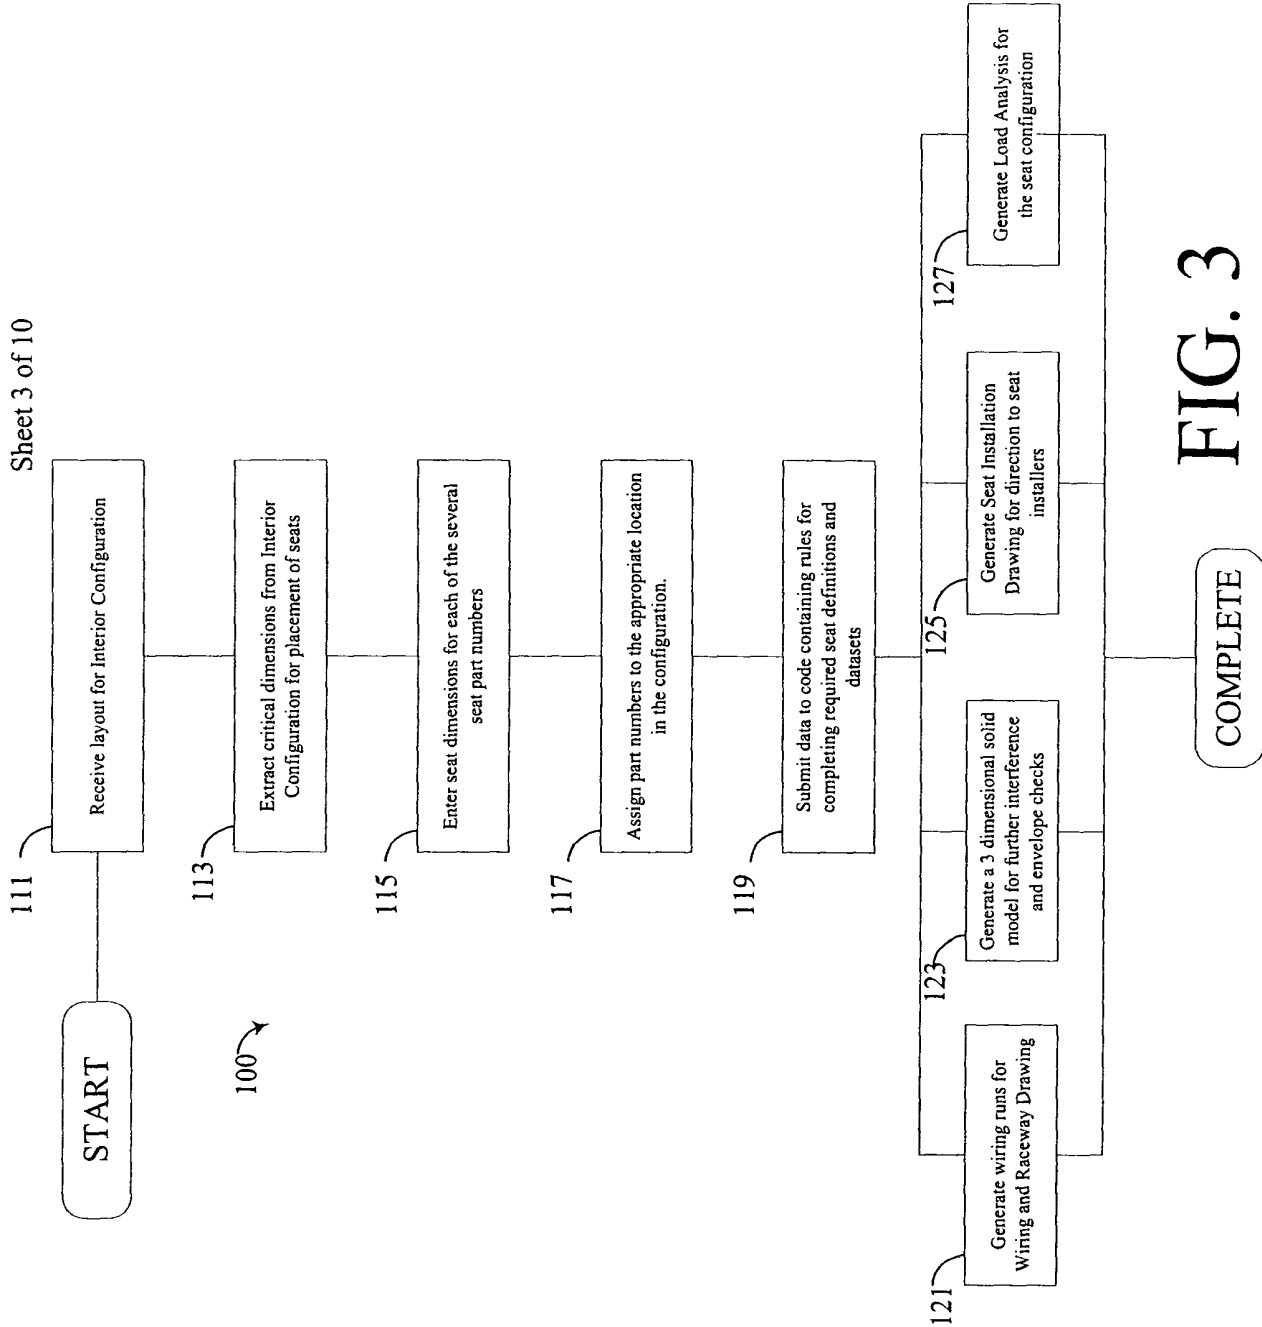 Sheet 3 of 10
START
111
Receive layout for Interior Configuration
100
113
Extract critical dimensions from Interior
Configuration for placement of seats
115
Enter seat dimensions for each of the several
seat part numbers
117
Assign part numbers to the appropriate location
in the configuration.
119
Submit data to code containing rules for
completing required seat definitions and
datasets
121
Generate wiring runs for
Wiring and Raceway Drawing
123
Generate a 3 dimensional solid
model for further interference
and envelope checks
125
Generate Seat Installation
Drawing for direction to seat
installers
127
Generate Load Analysis for
the seat configuration
COMPLETE
FIG. 3